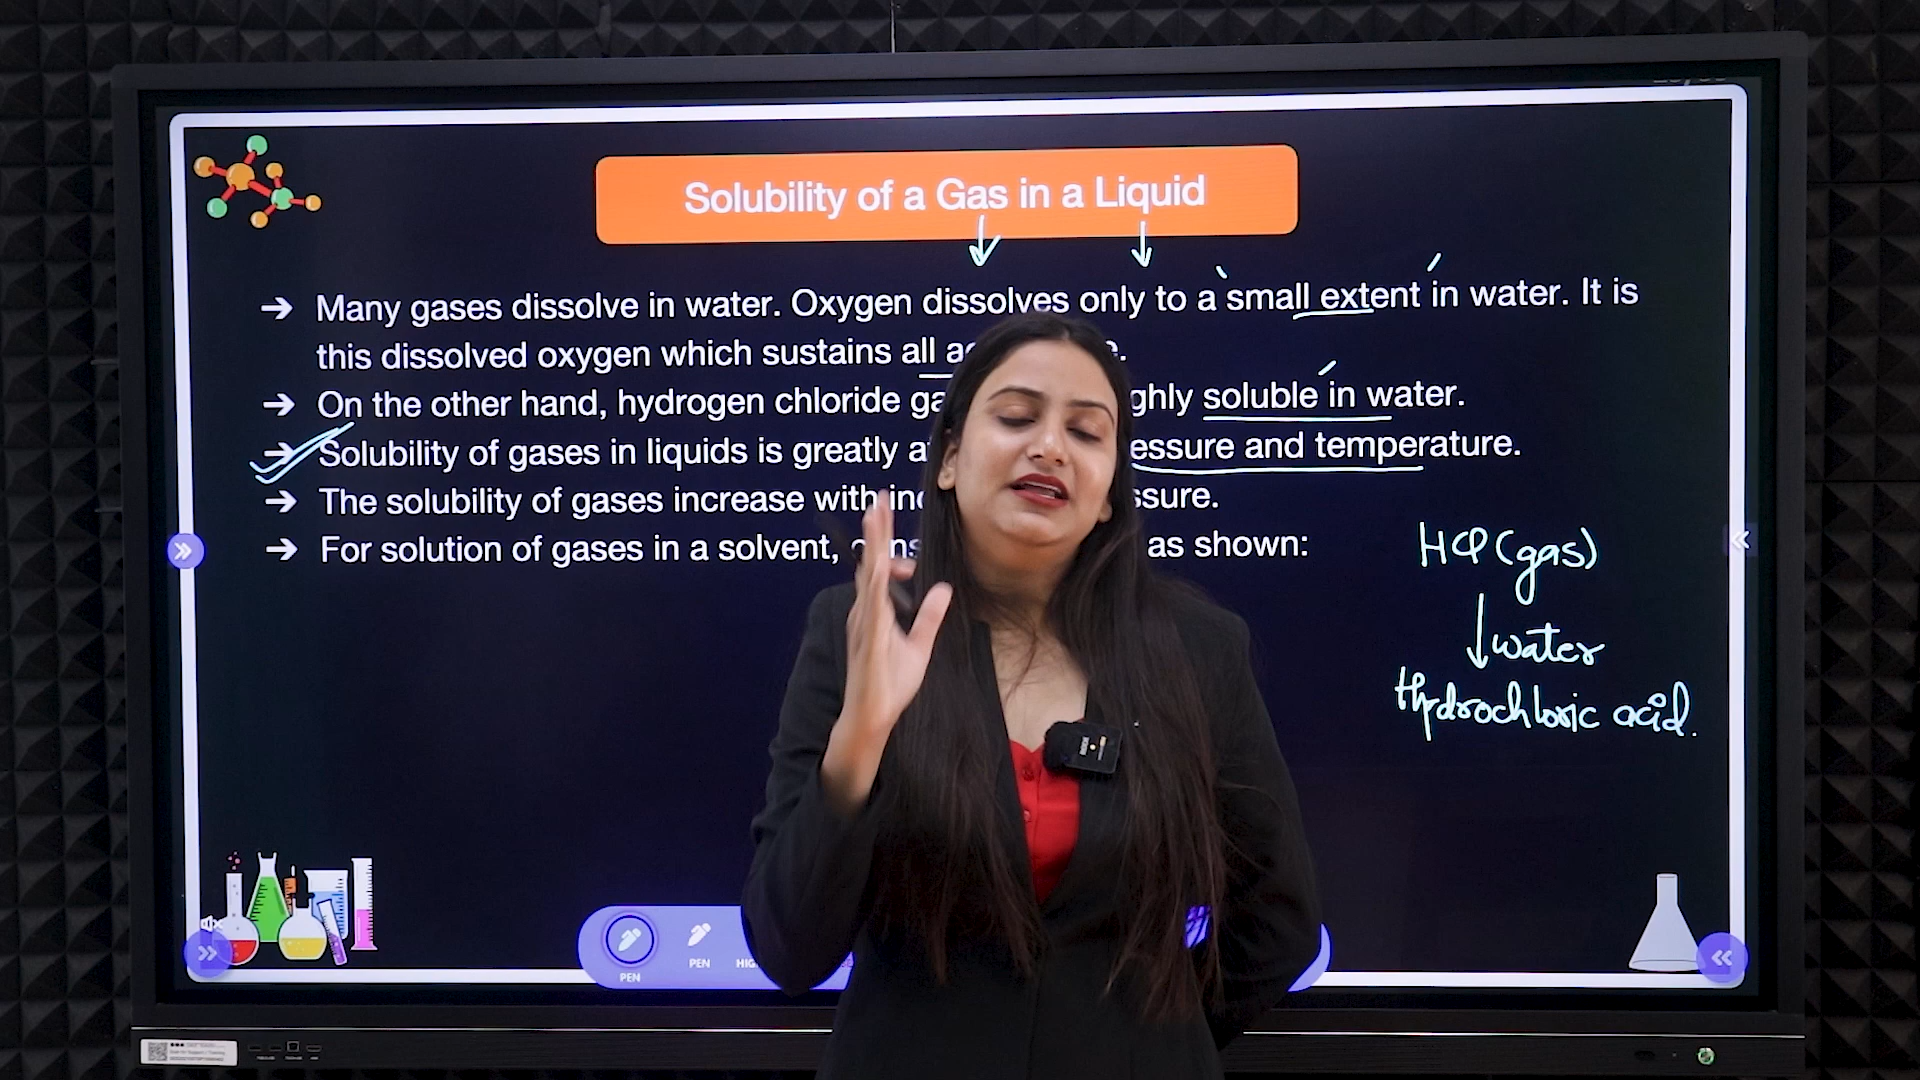 Solubility of a Gas in a Liquid
→ Many gases dissolve in water. Oxygen dissolves only to a small extent in water. It is
this dissolved oxygen which sustains all
→ On the other hand, hydrogen chloride soluble in water.
→ Solubility of gases in liquids is greatly and temperature.
→ The solubility of gases increase with
→ For solution of gases in a solvent, as shown:
HCl (gas)
↓ water
Hydrochloric acid.
PEN
PEN